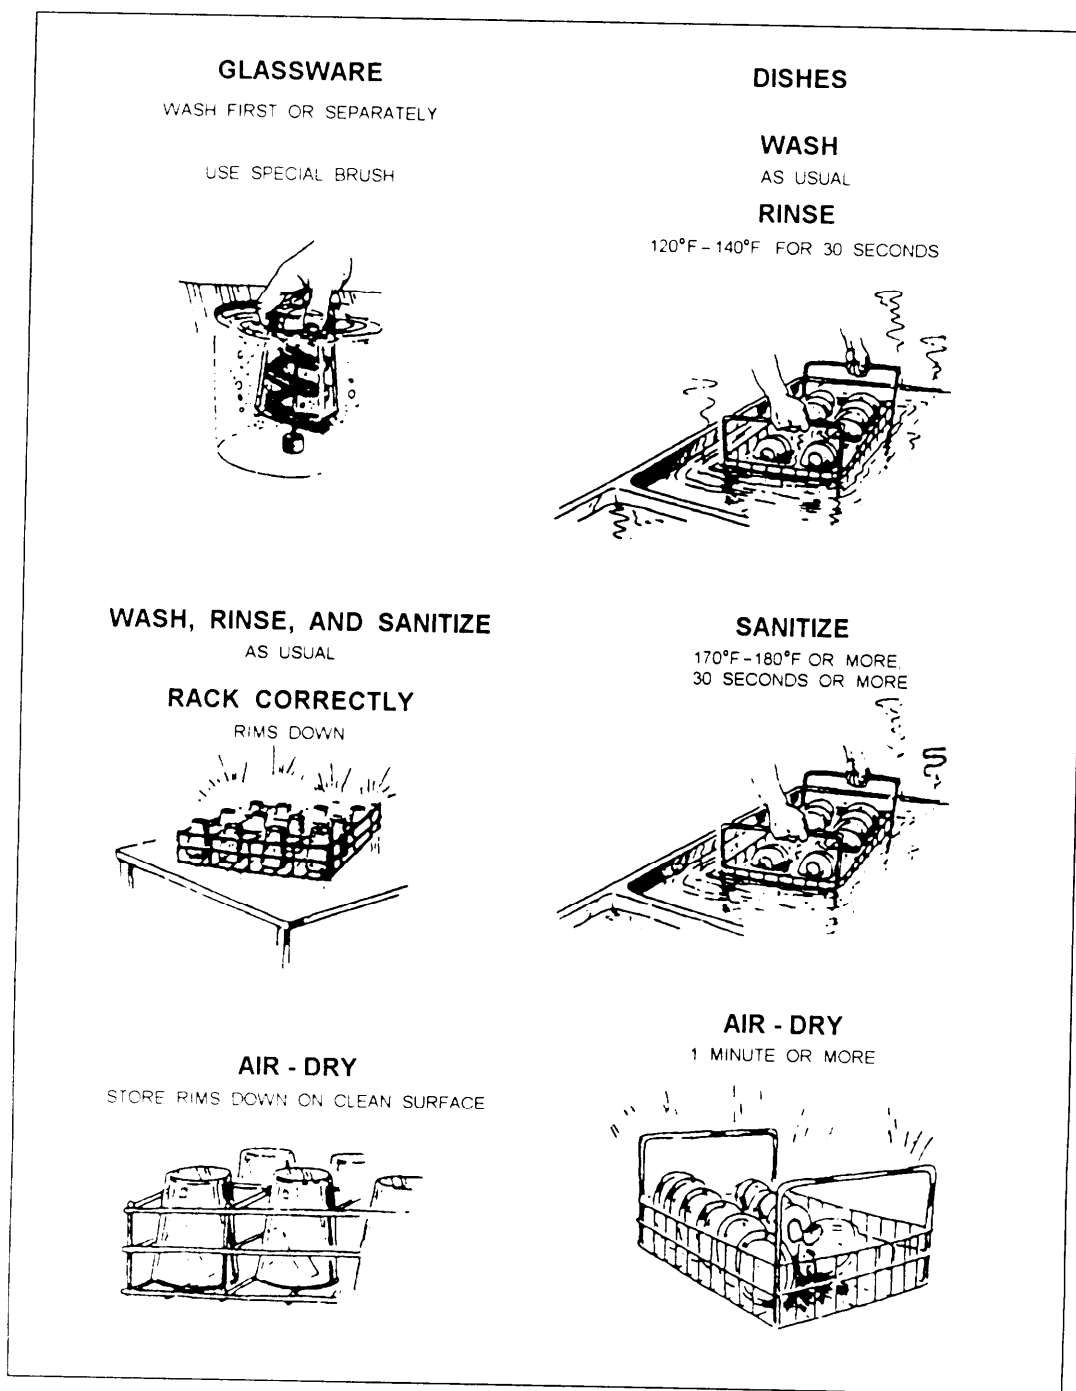 GLASSWARE
WASH FIRST OR SEPARATELY
USE SPECIAL BRUSH
WASH, RINSE, AND SANITIZE
AS USUAL
RACK CORRECTLY
RIMS DOWN
AIR - DRY
STORE RIMS DOWN ON CLEAN SURFACE
DISHES
WASH
AS USUAL
RINSE
120°F-140°F FOR 30 SECONDS
SANITIZE
170°F-180°F OR MORE,
30 SECONDS OR MORE
AIR - DRY
1 MINUTE OR MORE